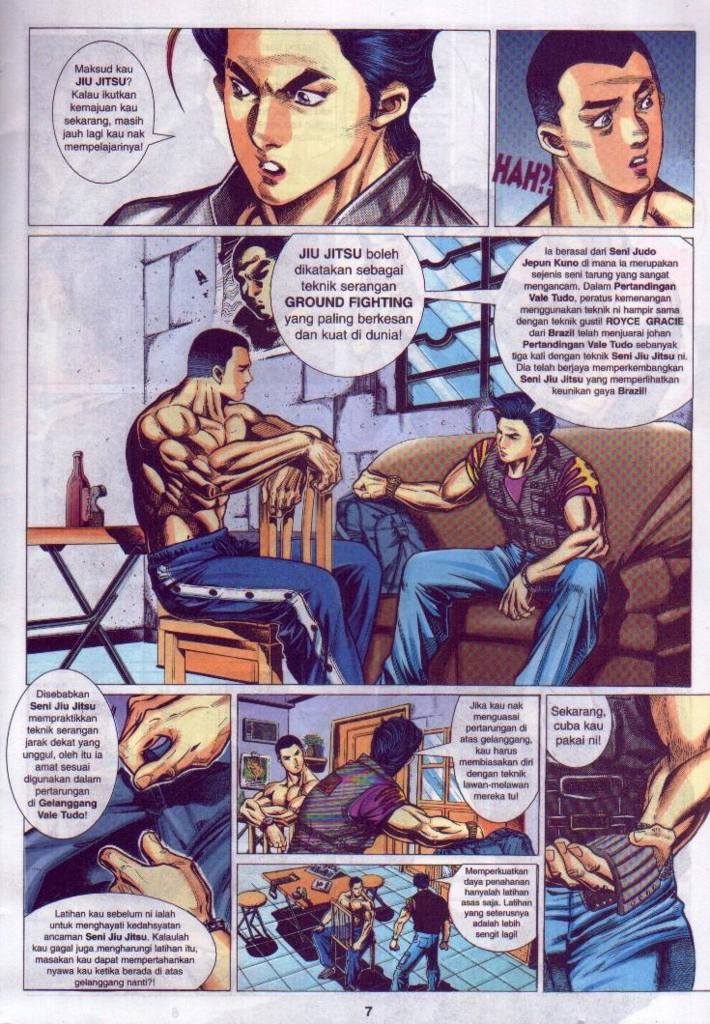 Maksud kau
JIU JITSU?
Kalau ikutkan
kemajuan kau
sekarang, masih
jauh lagi kau nak
mempelajarinya!
HAH?!
JIU JITSU boleh
dikatakan sebagai
teknik serangan
GROUND FIGHTING
yang paling berkesan
dan kuat di dunia!
Ia berasal dari Seni Judo
Jepun Kuno di mana ia merupakan
sejenis seni tarung yang sangat
mengancam. Dalam Pertandingan
Vale Tudo, peratus kemenangan
menggunakan teknik ni hampir sama
dengan teknik gusti! ROYCE GRACIE
dari Brazil telah menjuarai johan
Pertandingan Vale Tudo sebanyak
tiga kali dengan teknik Seni Jiu Jitsu ni.
Dia telah berjaya memperkembangkan
Seni Jiu Jitsu yang memperlihatkan
keunikan gaya Brazil!
Disebabkan
Seni Jiu Jitsu
mempraktikkan
teknik serangan
jarak dekat yang
unggul, oleh itu ia
amat sesuai
digunakan dalam
pertarungan
di Gelanggang
Vale Tudo!
Latihan kau sebelum ni ialah
untuk menghayati kedahsyatan
ancaman Seni Jiu Jitsu. Kalaulah
kau gagal juga mengharungi latihan itu,
masakan kau dapat mempertahankan
nyawa kau ketika berada di atas
gelanggang nanti?!
Jika kau nak
menguasai
pertarungan di
atas gelanggang,
kau harus
membiasakan diri
dengan teknik
lawan-melawan
mereka tu!
Memperkuatkan
daya penahanan
hanyalah latihan
asas saja. Latihan
yang seterusnya
adalah lebih
sengit lagi!
Sekarang,
cuba kau
pakai ni!
7